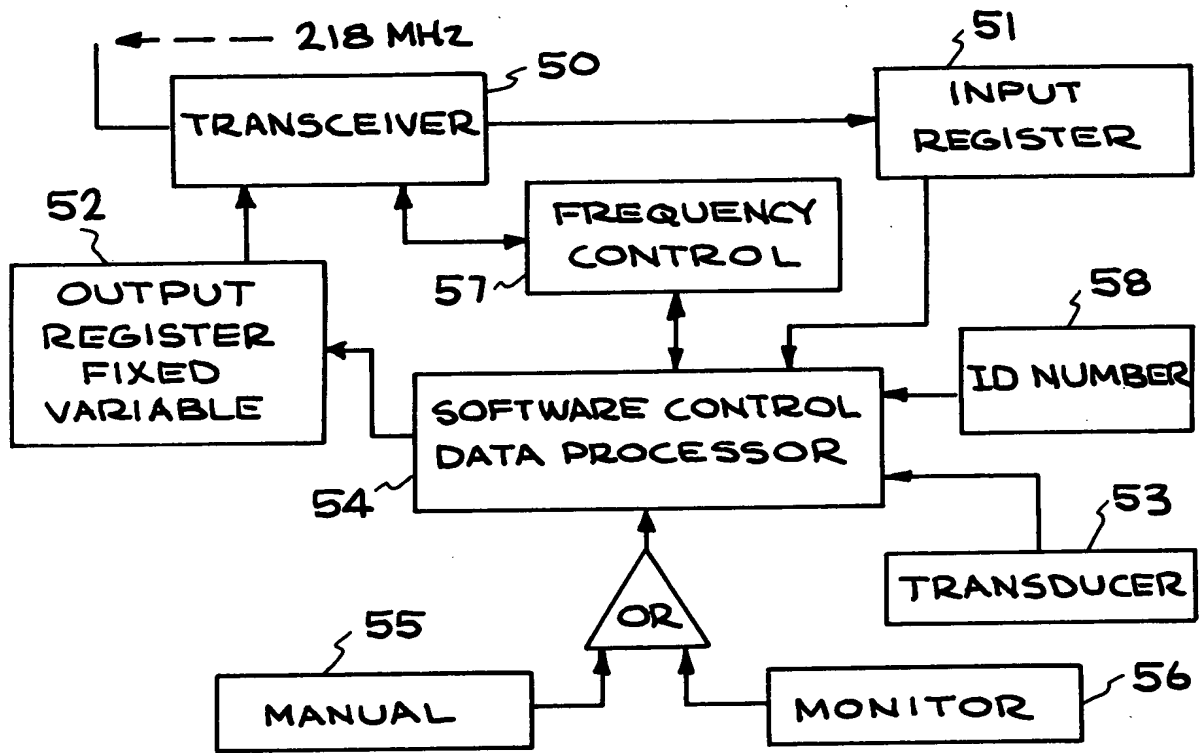 218 MHz
50
TRANSCEIVER
51
INPUT
REGISTER
52
OUTPUT
REGISTER
FIXED
VARIABLE
FREQUENCY
CONTROL
57
58
ID NUMBER
SOFTWARE CONTROL
DATA PROCESSOR
54
53
TRANSDUCER
OR
55
MANUAL
MONITOR
56